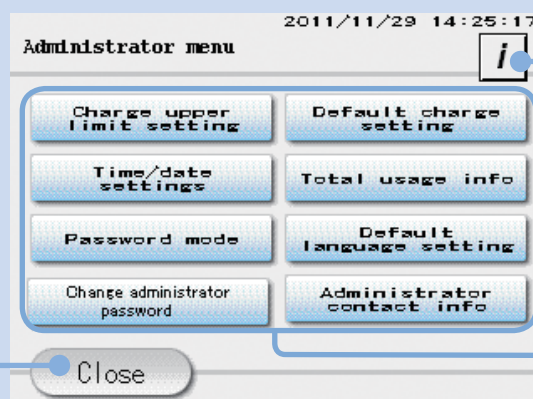 2011/11/29 14:25:17
Administrator menu
i
Charge upper
limit setting
Default charge
setting
Time/date
settings
Total usage info
Password mode
Default
language setting
Change administrator
password
Administrator
contact info
Close